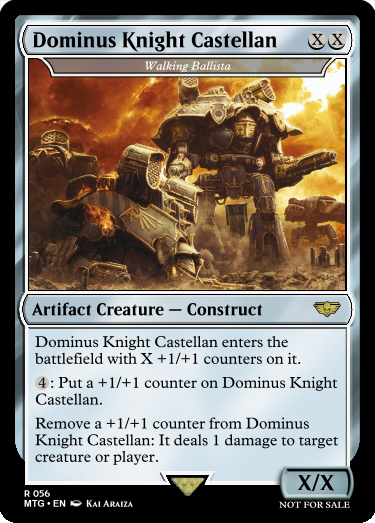 Dominus Knight Castellan XX
Walking Ballista
Artifact Creature — Construct
Dominus Knight Castellan enters the
battlefield with X +1/+1 counters on it.
4: Put a +1/+1 counter on Dominus Knight
Castellan.
Remove a +1/+1 counter from Dominus
Knight Castellan: It deals 1 damage to target
creature or player.
X/X
R 056
MTG • EN Kai Araiza
NOT FOR SALE